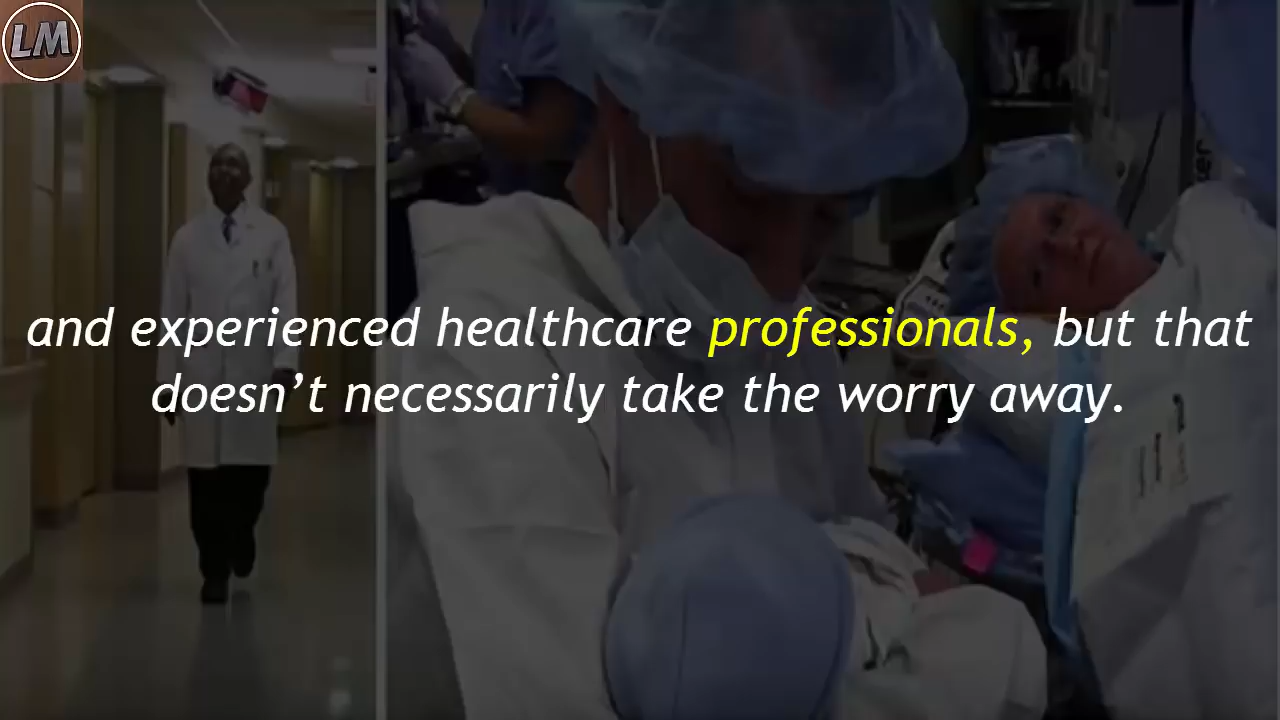 LM
and experienced healthcare professionals, but that
doesn’t necessarily take the worry away.